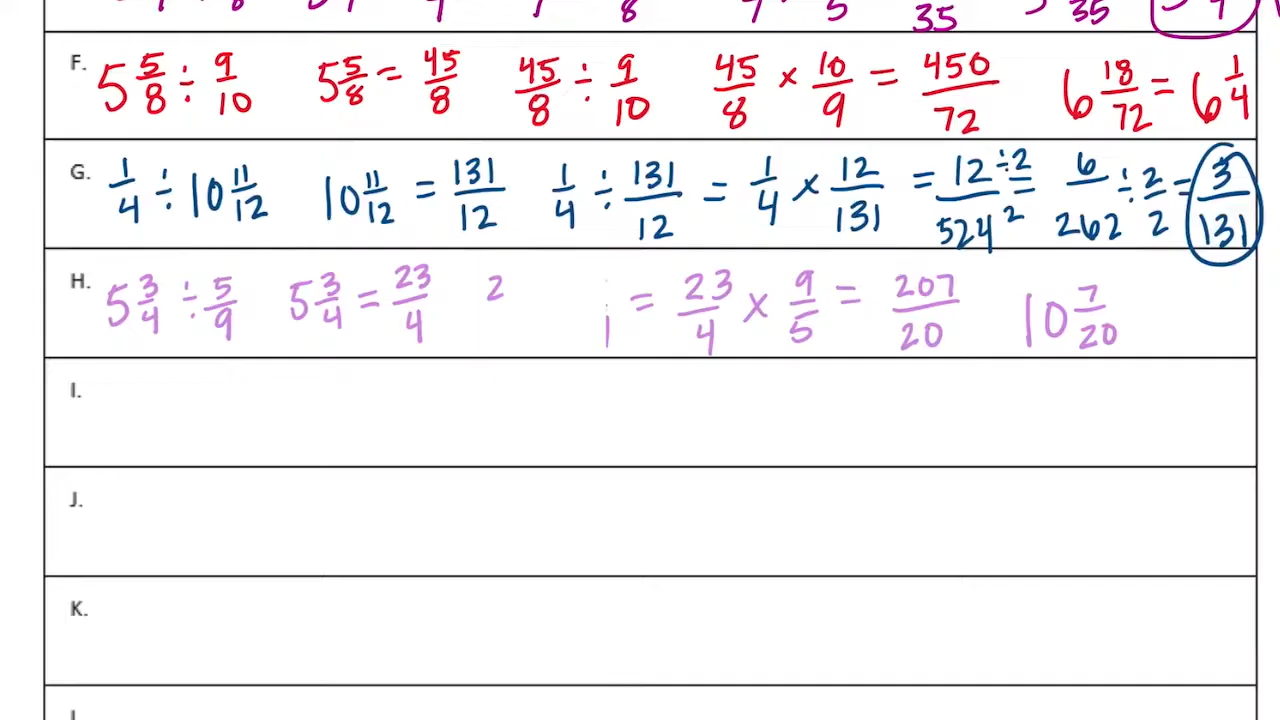 F. 5 5/8 ÷ 9/10 5 5/8 = 45/8 45/8 ÷ 9/10 45/8 × 10/9 = 450/72 6 18/72 = 6 1/4
G. 1/4 ÷ 10 11/12 10 11/12 = 131/12 1/4 ÷ 131/12 = 1/4 × 12/131 = 12/524 ÷2/2 = 6/262 ÷ 2/2 = 3/131
H. 5 3/4 ÷ 5/9 5 3/4 = 23/4 2 = 23/4 × 9/5 = 207/20 10 7/20
I.
J.
K.